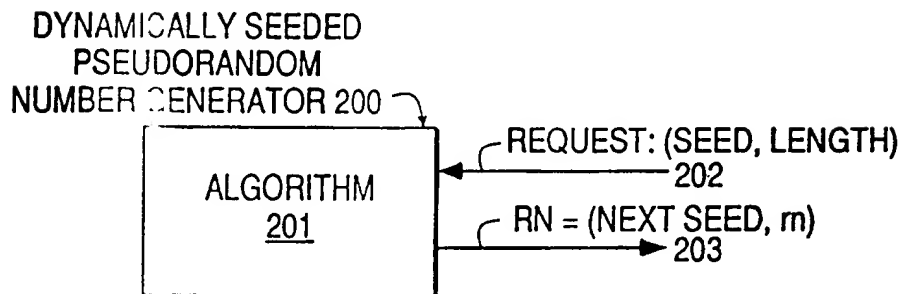 DYNAMICALLY SEEDED
PSEUDORANDOM
NUMBER GENERATOR 200
REQUEST: (SEED, LENGTH)
202
ALGORITHM
201
RN = (NEXT SEED, m)
203